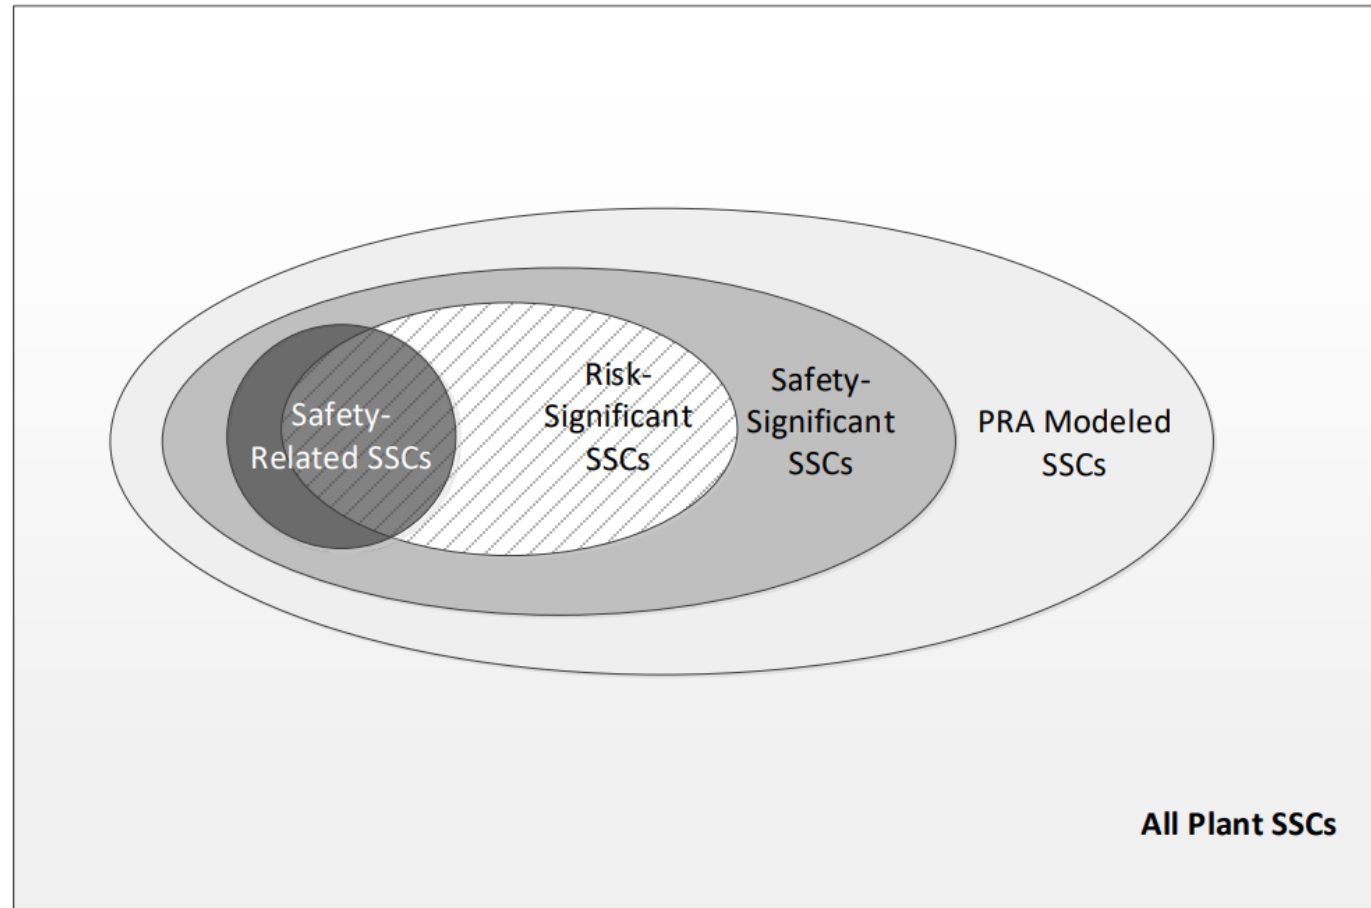 Safety-
Related SSCs
Risk-
Significant
SSCs
Safety-
Significant
SSCs
PRA Modeled
SSCs
All Plant SSCs